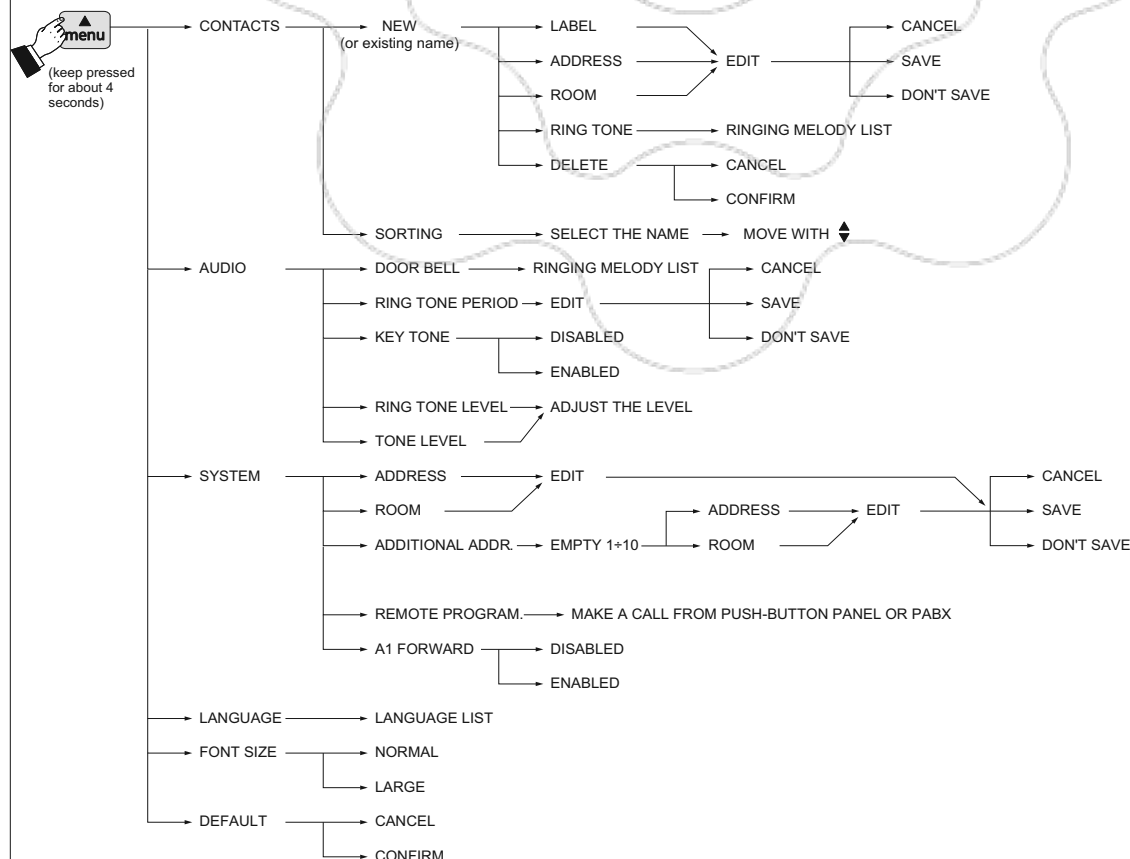 menu
(keep pressed
for about 4
seconds)
CONTACTS NEW LABEL CANCEL
(or existing name)
ADDRESS EDIT SAVE
ROOM DON'T SAVE
RING TONE RINGING MELODY LIST
DELETE CANCEL
CONFIRM
SORTING SELECT THE NAME MOVE WITH
AUDIO DOOR BELL RINGING MELODY LIST CANCEL
RING TONE PERIOD EDIT SAVE
KEY TONE DISABLED DON'T SAVE
ENABLED
RING TONE LEVEL ADJUST THE LEVEL
TONE LEVEL
SYSTEM ADDRESS EDIT CANCEL
ROOM ADDRESS EDIT SAVE
ADDITIONAL ADDR. EMPTY 1÷10 ROOM DON'T SAVE
REMOTE PROGRAM. MAKE A CALL FROM PUSH-BUTTON PANEL OR PABX
A1 FORWARD DISABLED
ENABLED
LANGUAGE LANGUAGE LIST
FONT SIZE NORMAL
LARGE
DEFAULT CANCEL
CONFIRM